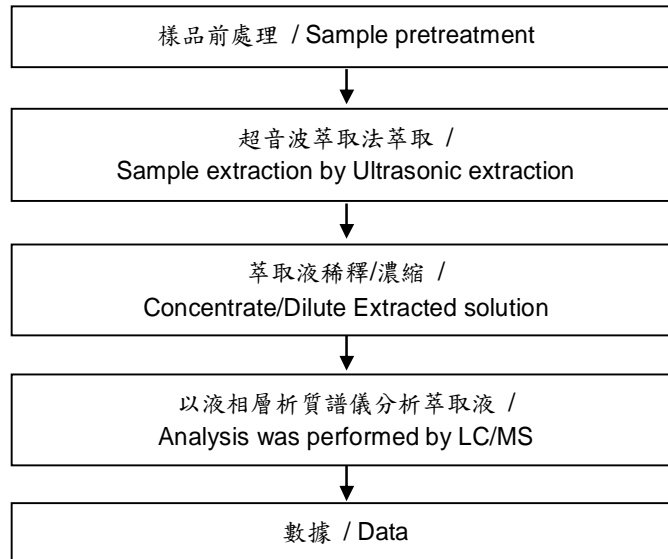 樣品前處理 / Sample pretreatment
超音波萃取法萃取 /
Sample extraction by Ultrasonic extraction
萃取液稀釋/濃縮 /
Concentrate/Dilute Extracted solution
以液相層析質譜儀分析萃取液 /
Analysis was performed by LC/MS
數據 / Data